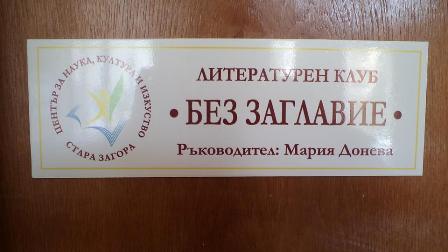 ЦЕНТЪР ЗА НАУКА, КУЛТУРА И ИЗКУСТВО
СТАРА ЗАГОРА
ЛИТЕРАТУРЕН КЛУБ
• БЕЗ ЗАГЛАВИЕ •
Ръководител: Мария Донева